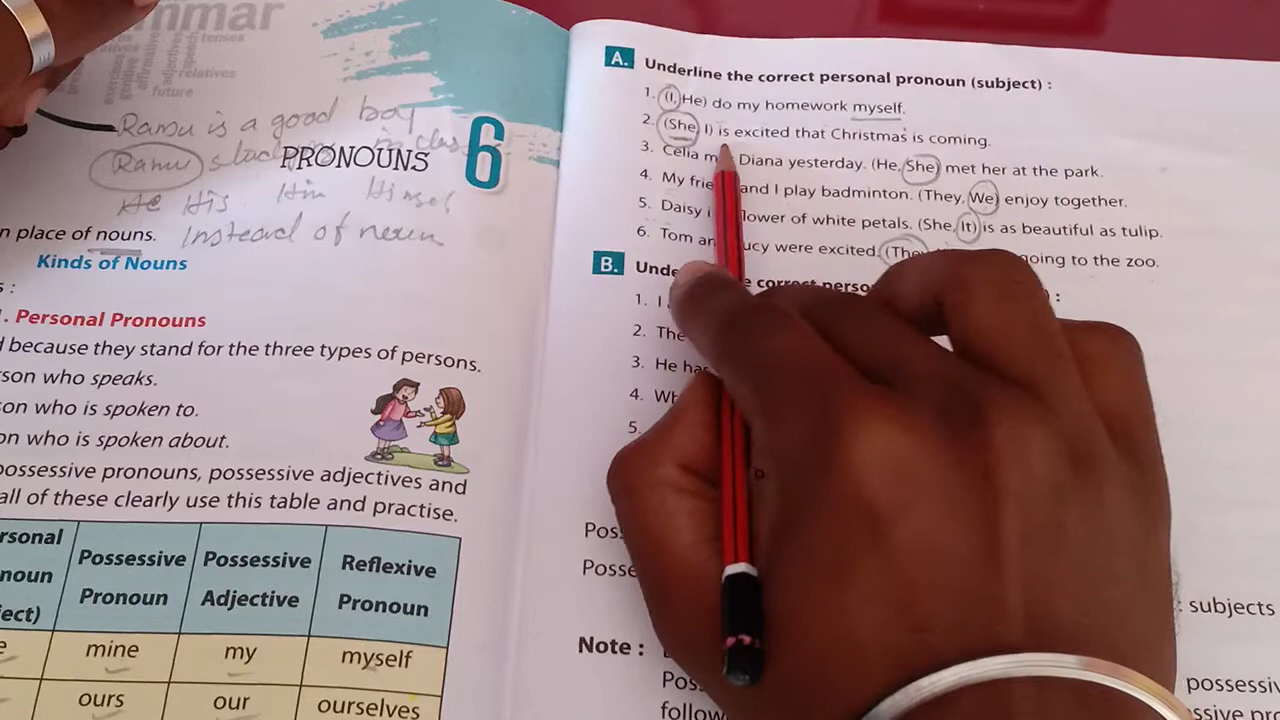 mmar
tenses
relatives
future
Ramu is a good boy
Ramu
PRONOUNS 6
He His Him Himself
n place of nouns. Instead of noun
Kinds of Nouns
s :
. Personal Pronouns
d because they stand for the three types of persons.
son who speaks.
on who is spoken to.
on who is spoken about.
possessive pronouns, possessive adjectives and
all of these clearly use this table and practise.
rsonal
noun
ject)
Possessive Pronoun
Possessive Adjective
Reflexive Pronoun
e mine my myself
ours our ourselves
A. Underline the correct personal pronoun (subject) :
1. (I, He) do my homework myself.
2. (She, I) is excited that Christmas is coming.
3. Celia m Diana yesterday. (He, She) met her at the park.
4. My frie and I play badminton. (They, We) enjoy together.
5. Daisy i lower of white petals. (She, It) is as beautiful as tulip.
6. Tom an ucy were excited. (The going to the zoo.
B. Unde e correct perso :
1. I
2. The
3. He has
4. Wh
5.
Poss
Posse
: subjects
Note :
Pos possessiv
follow ssive pro